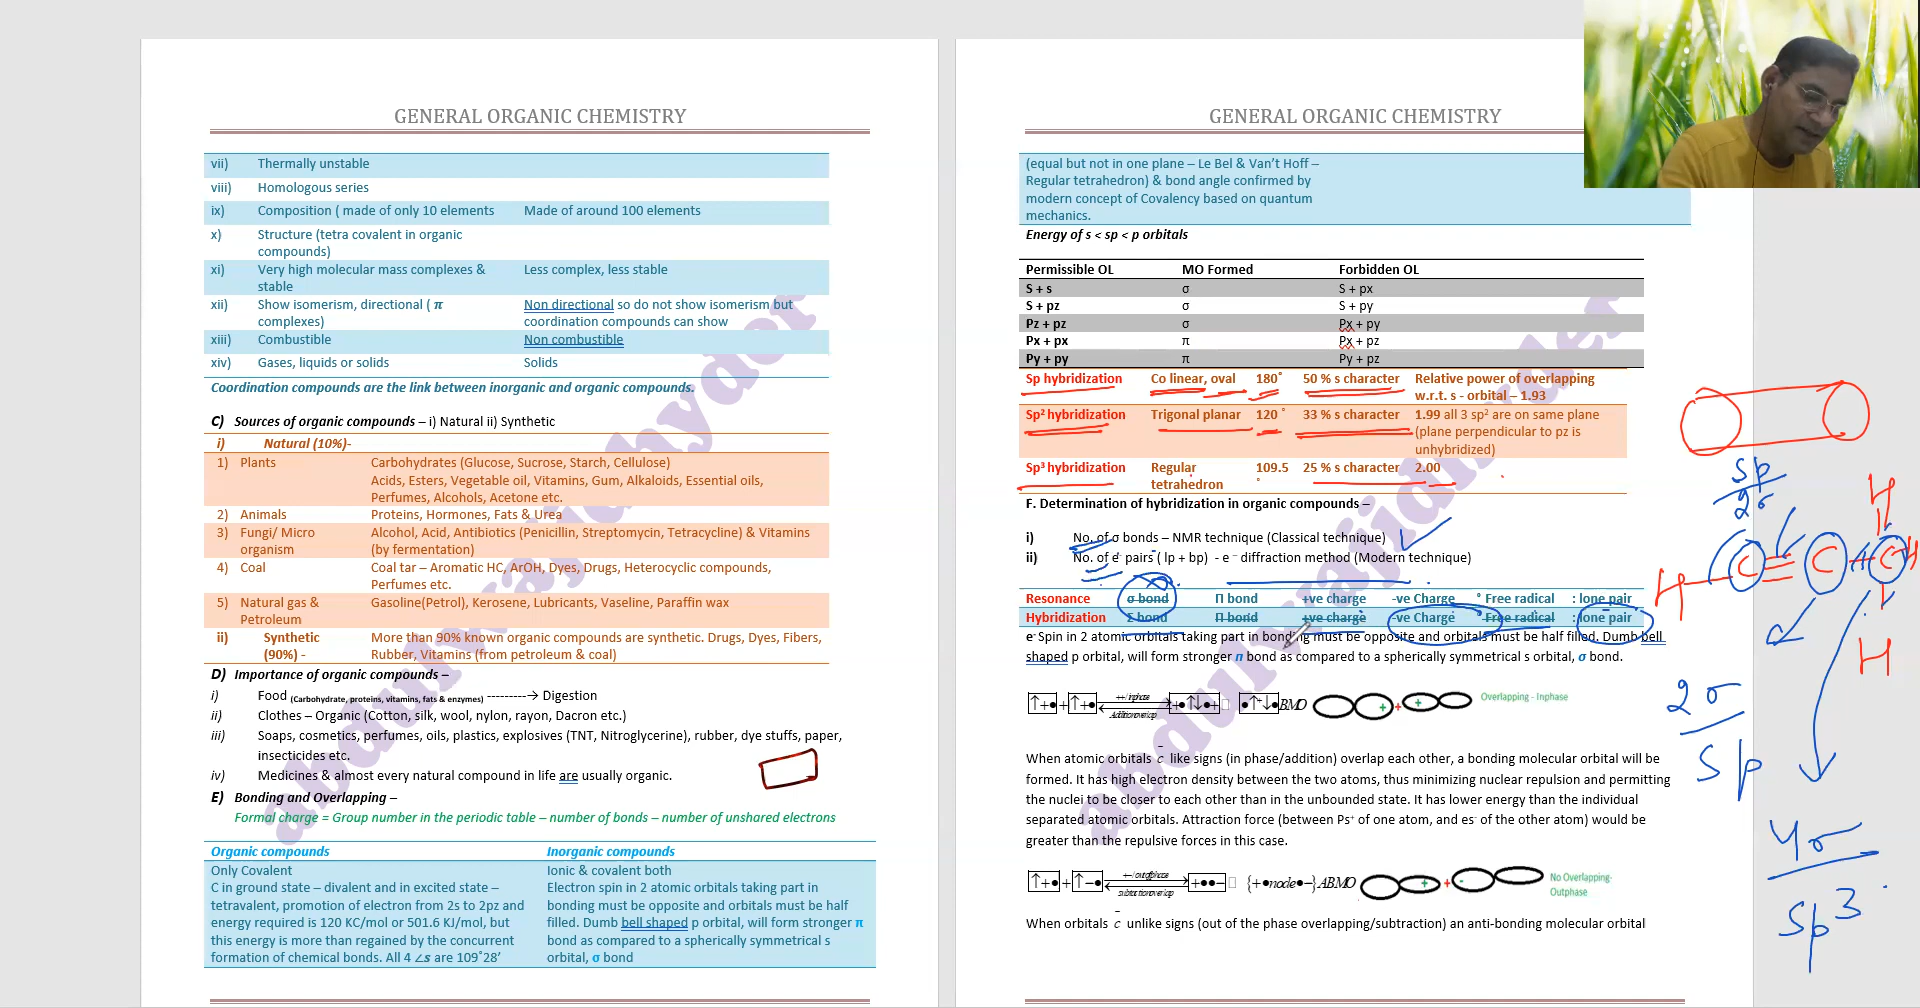 GENERAL ORGANIC CHEMISTRY
vii) Thermally unstable
viii) Homologous series
ix) Composition ( made of only 10 elements Made of around 100 elements
x) Structure (tetra covalent in organic
compounds)
xi) Very high molecular mass complexes & Less complex, less stable
stable
xii) Show isomerism, directional ( π Non directional so do not show isomerism but
complexes) coordination compounds can show
xiii) Combustible Non combustible
xiv) Gases, liquids or solids Solids
Coordination compounds are the link between inorganic and organic compounds.
C) Sources of organic compounds – i) Natural ii) Synthetic
i) Natural (10%)-
1) Plants Carbohydrates (Glucose, Sucrose, Starch, Cellulose)
Acids, Esters, Vegetable oil, Vitamins, Gum, Alkaloids, Essential oils,
Perfumes, Alcohols, Acetone etc.
2) Animals Proteins, Hormones, Fats & Urea
3) Fungi/ Micro Alcohol, Acid, Antibiotics (Penicillin, Streptomycin, Tetracycline) & Vitamins
organism (by fermentation)
4) Coal Coal tar – Aromatic HC, ArOH, Dyes, Drugs, Heterocyclic compounds,
Perfumes etc.
5) Natural gas & Gasoline(Petrol), Kerosene, Lubricants, Vaseline, Paraffin wax
Petroleum
ii) Synthetic More than 90% known organic compounds are synthetic. Drugs, Dyes, Fibers,
(90%) - Rubber, Vitamins (from petroleum & coal)
D) Importance of organic compounds –
i) Food (Carbohydrate, proteins, vitamins, fats & enzymes) ---------→ Digestion
ii) Clothes – Organic (Cotton, silk, wool, nylon, rayon, Dacron etc.)
iii) Soaps, cosmetics, perfumes, oils, plastics, explosives (TNT, Nitroglycerine), rubber, dye stuffs, paper,
insecticides etc.
iv) Medicines & almost every natural compound in life are usually organic.
E) Bonding and Overlapping –
Formal charge = Group number in the periodic table – number of bonds – number of unshared electrons
Organic compounds Inorganic compounds
Only Covalent Ionic & covalent both
C in ground state – divalent and in excited state – Electron spin in 2 atomic orbitals taking part in
tetravalent, promotion of electron from 2s to 2pz and bonding must be opposite and orbitals must be half
energy required is 120 KC/mol or 501.6 KJ/mol, but filled. Dumb bell shaped p orbital, will form stronger π
this energy is more than regained by the concurrent bond as compared to a spherically symmetrical s
formation of chemical bonds. All 4 ∠s are 109°28’ orbital, σ bond
GENERAL ORGANIC CHEMISTRY
(equal but not in one plane – Le Bel & Van’t Hoff –
Regular tetrahedron) & bond angle confirmed by
modern concept of Covalency based on quantum
mechanics.
Energy of s < sp < p orbitals
Permissible OL MO Formed Forbidden OL
S + s σ S + px
S + pz σ S + py
Pz + pz σ Px + py
Px + px π Px + pz
Py + py π Py + pz
Sp hybridization Co linear, oval 180° 50 % s character Relative power of overlapping
w.r.t. s - orbital – 1.93
Sp² hybridization Trigonal planar 120 ° 33 % s character 1.99 all 3 sp² are on same plane
(plane perpendicular to pz is
unhybridized)
Sp³ hybridization Regular 109.5 25 % s character 2.00
tetrahedron °
F. Determination of hybridization in organic compounds –
i) No. of σ bonds – NMR technique (Classical technique)
ii) No. of e⁻ pairs ( lp + bp) - e⁻ diffraction method (Modern technique)
Resonance σ bond Π bond +ve charge -ve Charge ° Free radical : lone pair
Hybridization Σ bond Π bond +ve charge -ve Charge ° Free radical : lone pair
e⁻ Spin in 2 atomic orbitals taking part in bonding must be opposite and orbitals must be half filled. Dumb bell
shaped p orbital, will form stronger π bond as compared to a spherically symmetrical s orbital, σ bond.
BMO Overlapping - Inphase
When atomic orbitals c̄ like signs (in phase/addition) overlap each other, a bonding molecular orbital will be
formed. It has high electron density between the two atoms, thus minimizing nuclear repulsion and permitting
the nuclei to be closer to each other than in the unbounded state. It has lower energy than the individual
separated atomic orbitals. Attraction force (between Ps⁺ of one atom, and es⁻ of the other atom) would be
greater than the repulsive forces in this case.
{+●node●−} ABMO No Overlapping-
Outphase
When orbitals c̄ unlike signs (out of the phase overlapping/subtraction) an anti-bonding molecular orbital
sp
2σ
H
H C ≡ C C H
H
2σ
sp
4σ
sp3